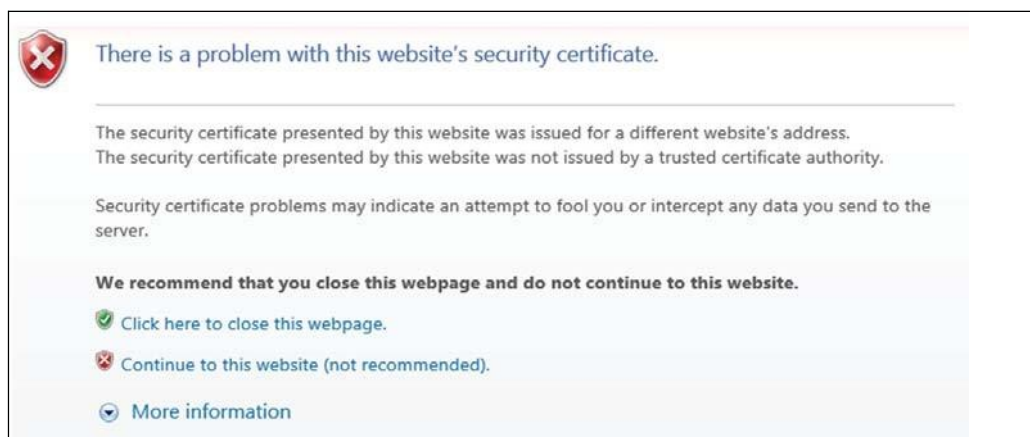 There is a problem with this website's security certificate.
The security certificate presented by this website was issued for a different website's address.
The security certificate presented by this website was not issued by a trusted certificate authority.
Security certificate problems may indicate an attempt to fool you or intercept any data you send to the
server.
We recommend that you close this webpage and do not continue to this website.
Click here to close this webpage.
Continue to this website (not recommended).
More information